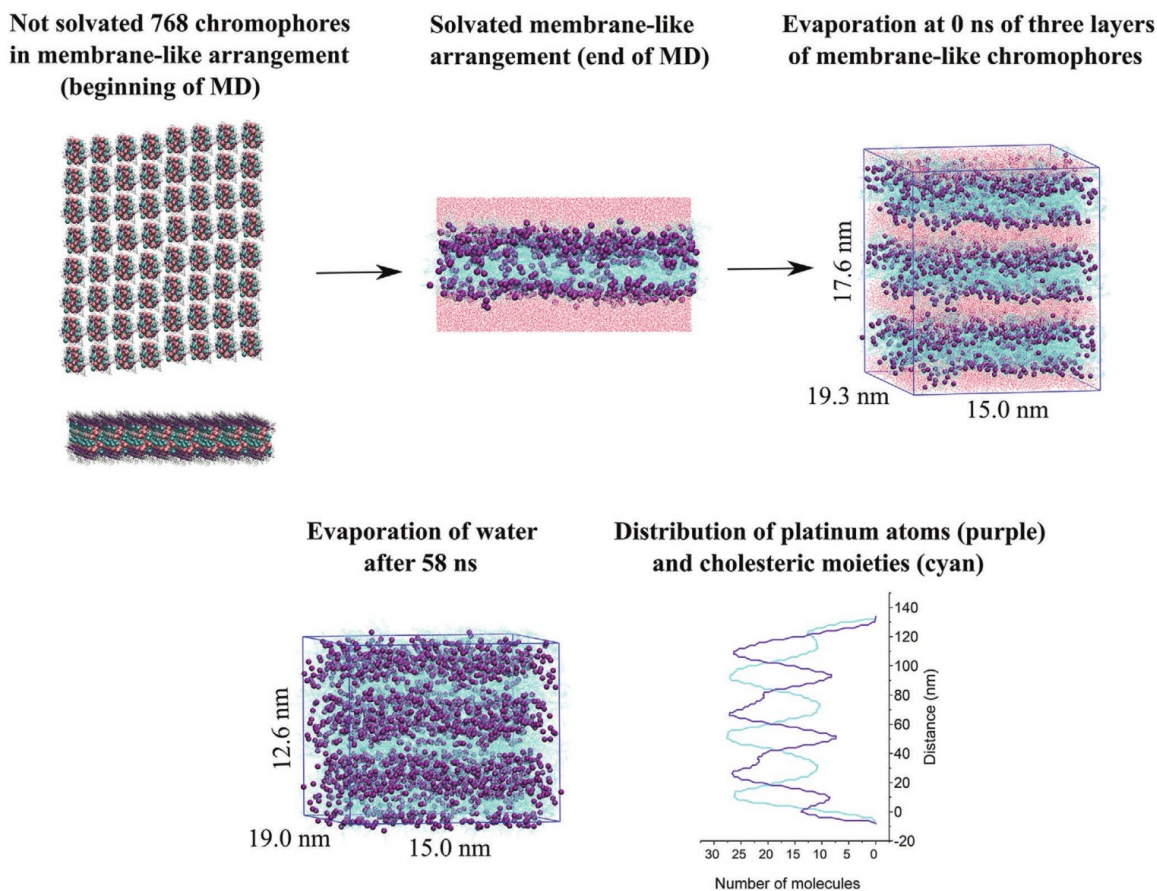 Not solvated 768 chromophores
in membrane-like arrangement
(beginning of MD)
Solvated membrane-like
arrangement (end of MD)
Evaporation at 0 ns of three layers
of membrane-like chromophores
17.6 nm
19.3 nm
15.0 nm
Evaporation of water
after 58 ns
12.6 nm
19.0 nm
15.0 nm
Distribution of platinum atoms (purple)
and cholesteric moieties (cyan)
140
120
100
80
60
40
20
0
-20
Distance (nm)
30 25 20 15 10 5 0
Number of molecules